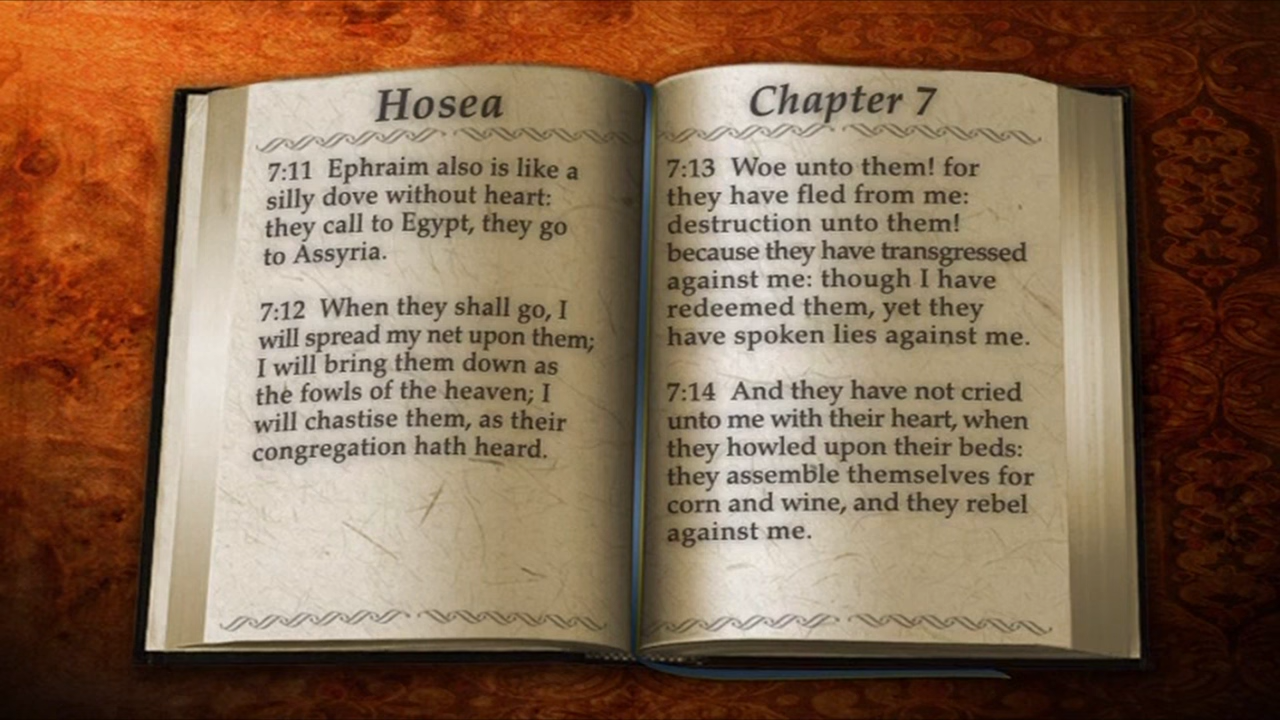 Hosea
7:11 Ephraim also is like a
silly dove without heart:
they call to Egypt, they go
to Assyria.
7:12 When they shall go, I
will spread my net upon them;
I will bring them down as
the fowls of the heaven; I
will chastise them, as their
congregation hath heard.
Chapter 7
7:13 Woe unto them! for
they have fled from me:
destruction unto them!
because they have transgressed
against me: though I have
redeemed them, yet they
have spoken lies against me.
7:14 And they have not cried
unto me with their heart, when
they howled upon their beds:
they assemble themselves for
corn and wine, and they rebel
against me.